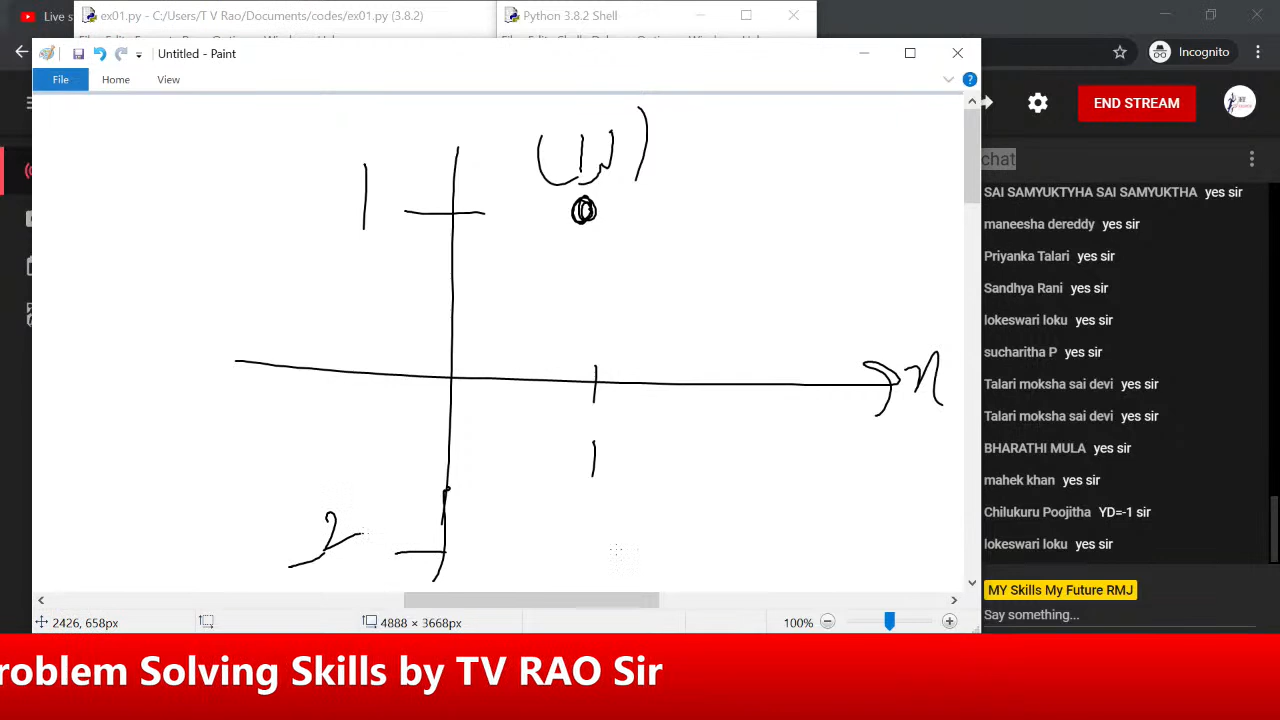 Live s
ex01.py - C:/Users/T V Rao/Documents/codes/ex01.py (3.8.2)
Python 3.8.2 Shell
Incognito
Untitled - Paint
File Home View
END STREAM
chat
SAI SAMYUKTYHA SAI SAMYUKTHA yes sir
maneesha dereddy yes sir
Priyanka Talari yes sir
Sandhya Rani yes sir
lokeswari loku yes sir
sucharitha P yes sir
Talari moksha sai devi yes sir
Talari moksha sai devi yes sir
BHARATHI MULA yes sir
mahek khan yes sir
Chilukuru Poojitha YD=-1 sir
lokeswari loku yes sir
MY Skills My Future RMJ
Say something...
1
1
2
2426, 658px
4888 × 3668px
100%
roblem Solving Skills by TV RAO Sir